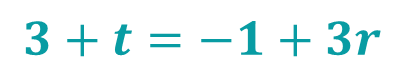 3 + t = −1 + 3r